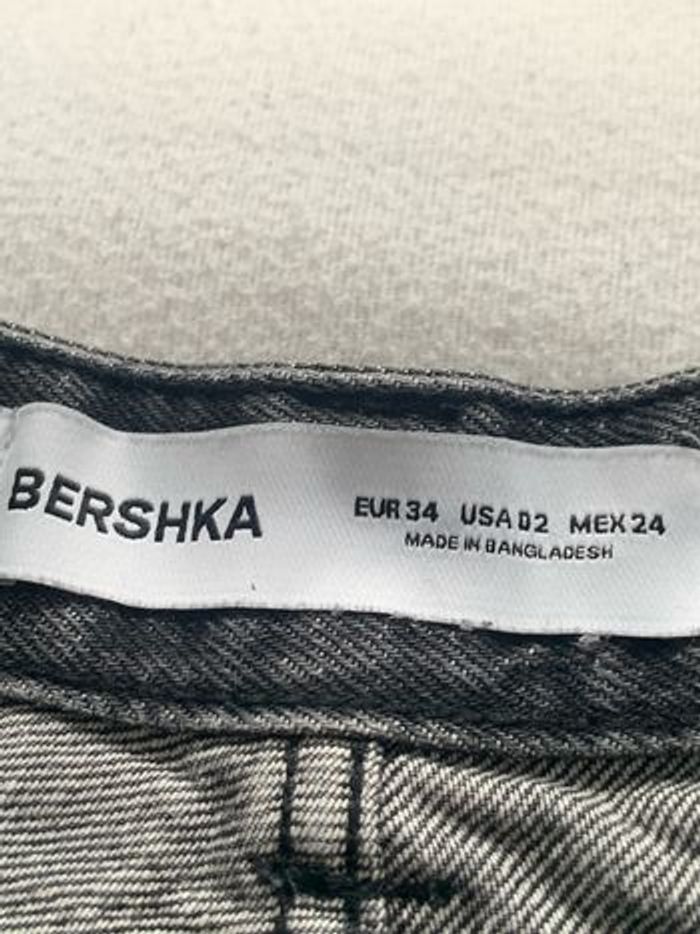 BERSHKA
EUR 34 USA 02 MEX 24
MADE IN BANGLADESH